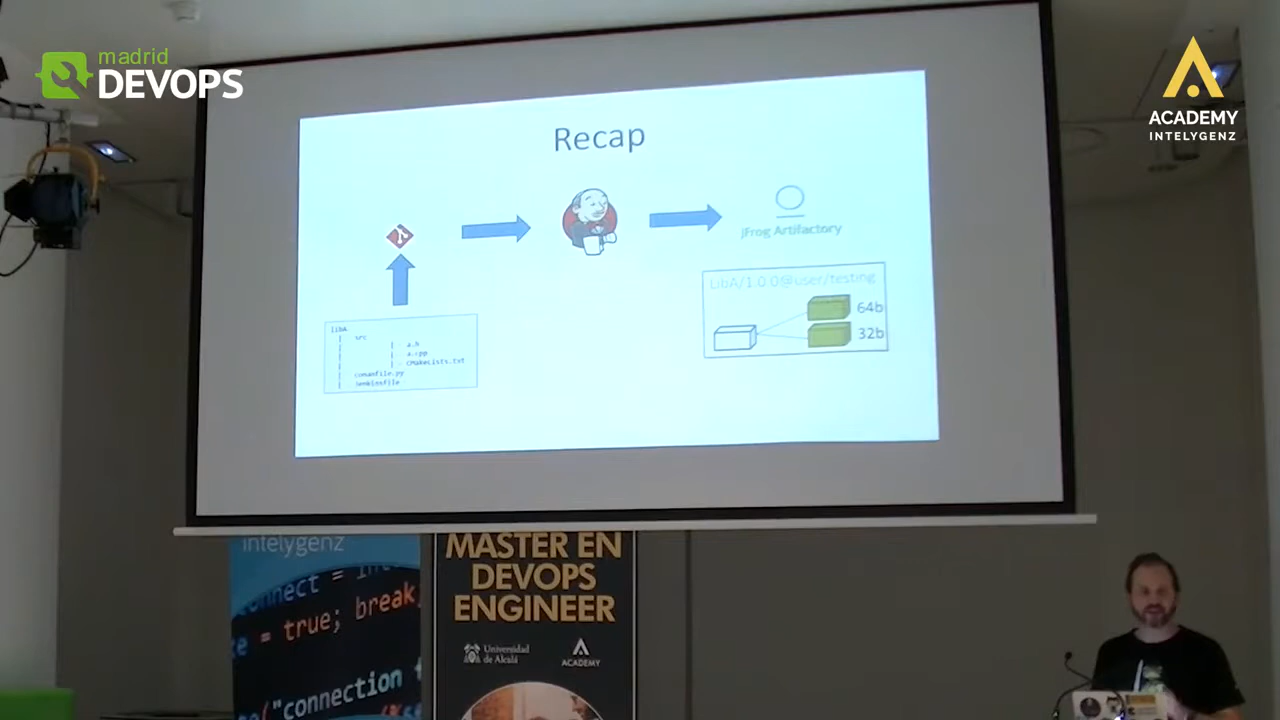 madrid
DEVOPS
ACADEMY
INTELYGENZ
Recap
jFrog Artifactory
LibA/1.0.0@user/testing
64b
32b
libA
src
a.h
a.cpp
CMakeLists.txt
conanfile.py
Jenkinsfile
intelygenz
= true; break;
("connection
MASTER EN
DEVOPS
ENGINEER
Universidad
de Alcalá
ACADEMY